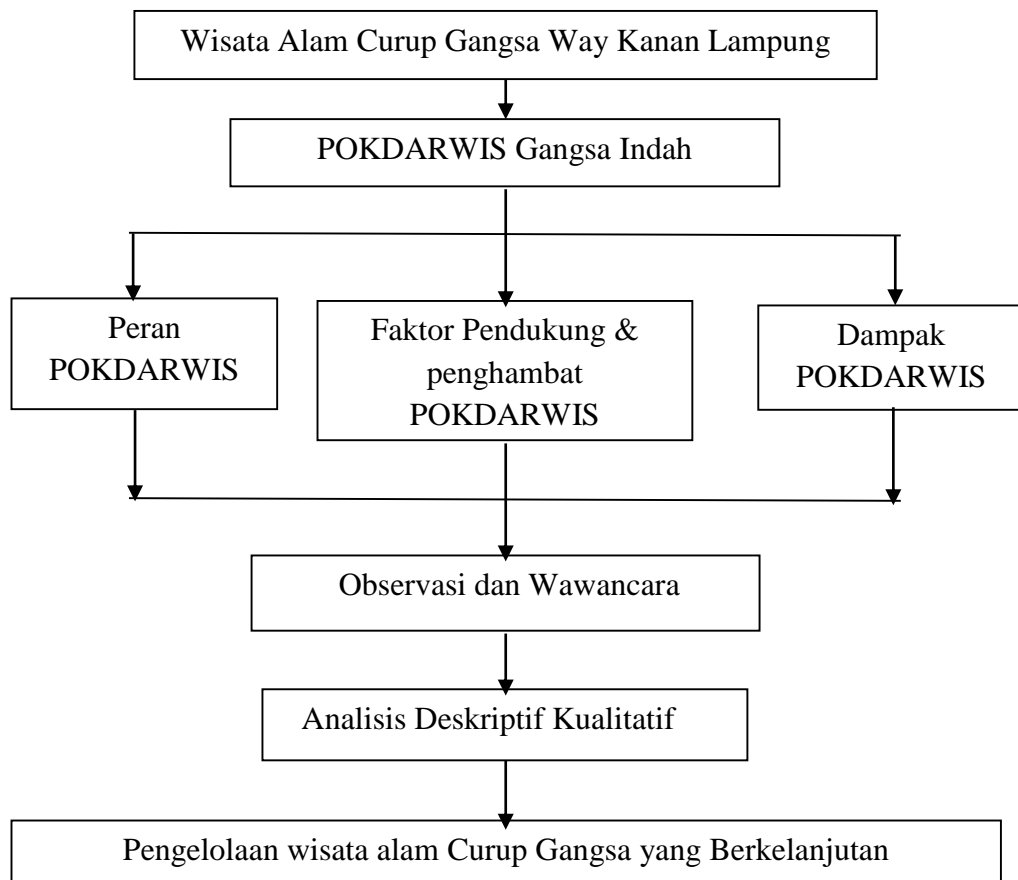 Wisata Alam Curup Gangsa Way Kanan Lampung
POKDARWIS Gangsa Indah
Peran
POKDARWIS
Faktor Pendukung &
penghambat
POKDARWIS
Dampak
POKDARWIS
Observasi dan Wawancara
Analisis Deskriptif Kualitatif
Pengelolaan wisata alam Curup Gangsa yang Berkelanjutan